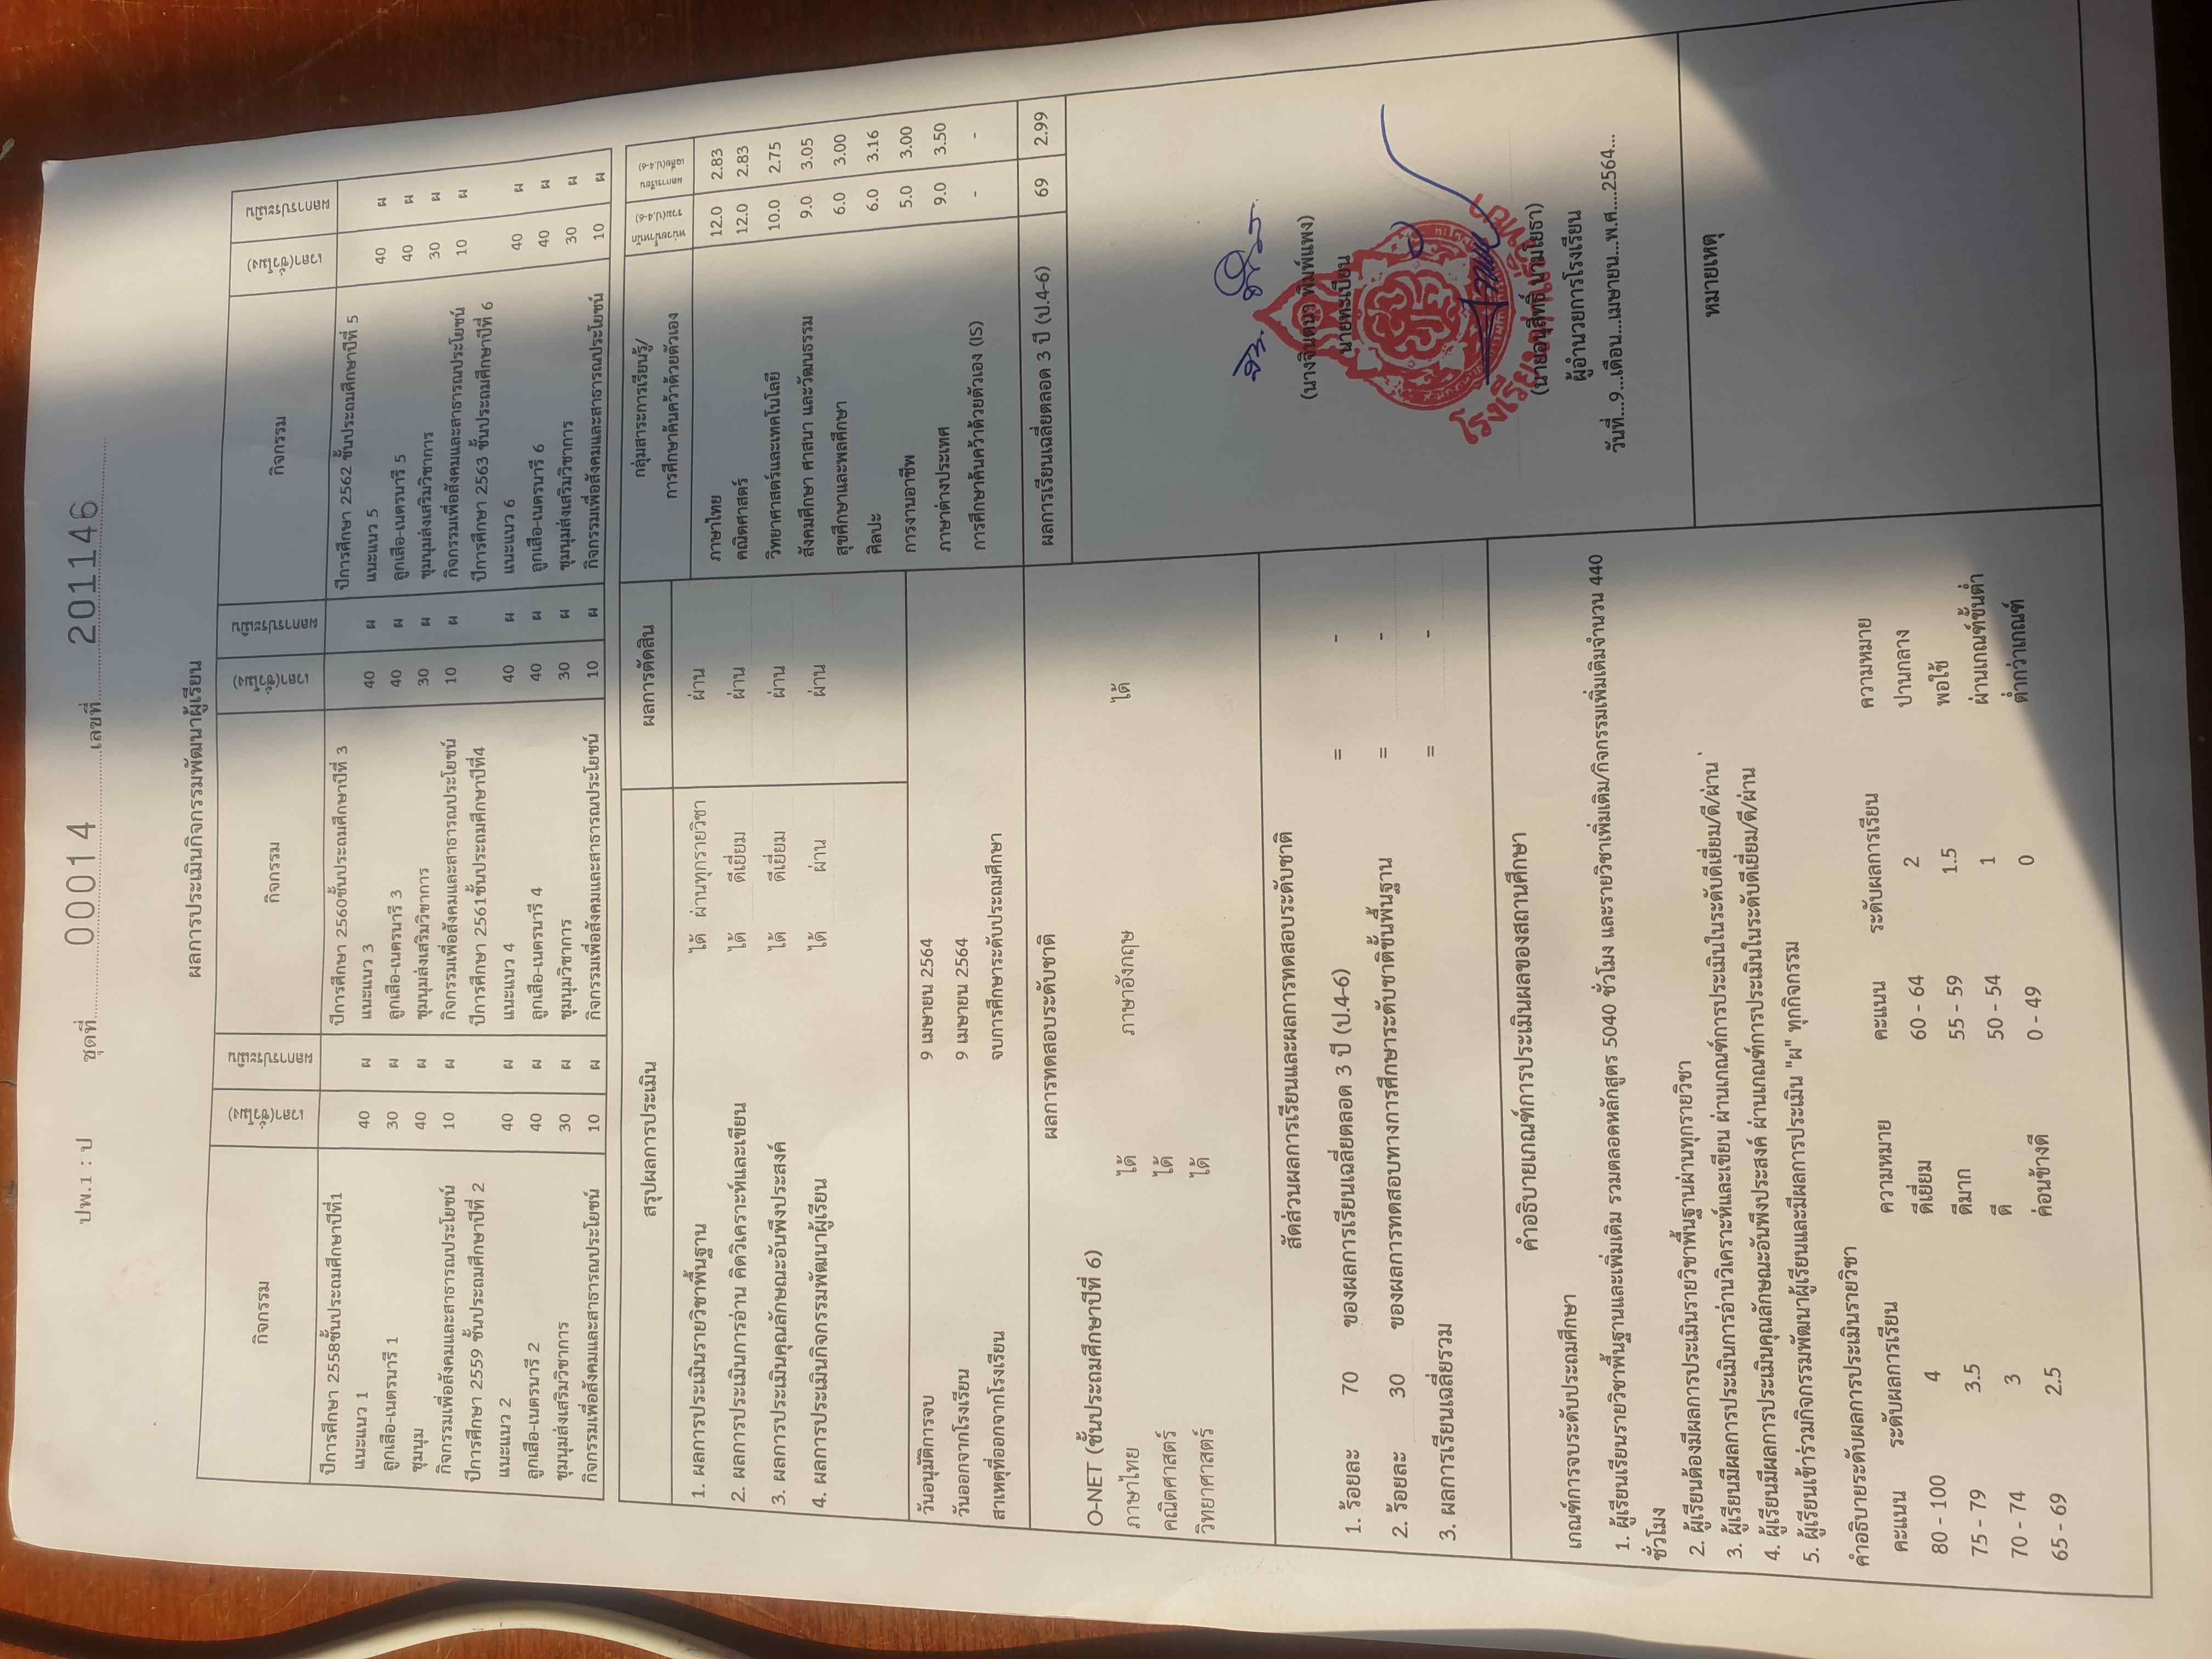 ปพ.1 : ป ชุดที่ 00014 เลขที่ 201146
ผลการประเมินกิจกรรมพัฒนาผู้เรียน
กิจกรรม เวลา(ชั่วโมง) ผลการประเมิน กิจกรรม เวลา(ชั่วโมง) ผลการประเมิน กิจกรรม เวลา(ชั่วโมง) ผลการประเมิน
ปีการศึกษา 2558ชั้นประถมศึกษาปีที่1 ปีการศึกษา 2560ชั้นประถมศึกษาปีที่ 3 ปีการศึกษา 2562 ชั้นประถมศึกษาปีที่ 5
แนะแนว 1 40 ผ แนะแนว 3 40 ผ แนะแนว 5 40 ผ
ลูกเสือ-เนตรนารี 1 30 ผ ลูกเสือ-เนตรนารี 3 40 ผ ลูกเสือ-เนตรนารี 5 40 ผ
ชุมนุม 40 ผ ชุมนุมส่งเสริมวิชาการ 30 ผ ชุมนุมส่งเสริมวิชาการ 30 ผ
กิจกรรมเพื่อสังคมและสาธารณประโยชน์ 10 ผ กิจกรรมเพื่อสังคมและสาธารณประโยชน์ 10 ผ กิจกรรมเพื่อสังคมและสาธารณประโยชน์ 10 ผ
ปีการศึกษา 2559 ชั้นประถมศึกษาปีที่ 2 ปีการศึกษา 2561ชั้นประถมศึกษาปีที่4 ปีการศึกษา 2563 ชั้นประถมศึกษาปีที่ 6
แนะแนว 2 40 ผ แนะแนว 4 40 ผ แนะแนว 6 40 ผ
ลูกเสือ-เนตรนารี 2 40 ผ ลูกเสือ-เนตรนารี 4 40 ผ ลูกเสือ-เนตรนารี 6 40 ผ
ชุมนุมส่งเสริมวิชาการ 30 ผ ชุมนุมวิชาการ 30 ผ ชุมนุมส่งเสริมวิชาการ 30 ผ
กิจกรรมเพื่อสังคมและสาธารณประโยชน์ 10 ผ กิจกรรมเพื่อสังคมและสาธารณประโยชน์ 10 ผ กิจกรรมเพื่อสังคมและสาธารณประโยชน์ 10 ผ
สรุปผลการประเมิน ผลการตัดสิน
1. ผลการประเมินรายวิชาพื้นฐาน ได้ ผ่านทุกรายวิชา ผ่าน
2. ผลการประเมินการอ่าน คิดวิเคราะห์และเขียน ได้ ดีเยี่ยม ผ่าน
3. ผลการประเมินคุณลักษณะอันพึงประสงค์ ได้ ดีเยี่ยม ผ่าน
4. ผลการประเมินกิจกรรมพัฒนาผู้เรียน ได้ ผ่าน ผ่าน
วันอนุมัติการจบ 9 เมษายน 2564
วันออกจากโรงเรียน 9 เมษายน 2564
สาเหตุที่ออกจากโรงเรียน จบการศึกษาระดับประถมศึกษา
กลุ่มสาระการเรียนรู้/
การศึกษาค้นคว้าด้วยตัวเอง
หน่วยน้ำหนัก
รวม(ป.4-6)
ผลการเรียน
เฉลี่ย(ป.4-6)
ภาษาไทย 12.0 2.83
คณิตศาสตร์ 12.0 2.83
วิทยาศาสตร์และเทคโนโลยี 10.0 2.75
สังคมศึกษา ศาสนา และวัฒนธรรม 9.0 3.05
สุขศึกษาและพลศึกษา 6.0 3.00
ศิลปะ 6.0 3.16
การงานอาชีพ 5.0 3.00
ภาษาต่างประเทศ 9.0 3.50
การศึกษาค้นคว้าด้วยตัวเอง (IS) - -
ผลการเรียนเฉลี่ยตลอด 3 ปี (ป.4-6) 69 2.99
ผลการทดสอบระดับชาติ
O-NET (ชั้นประถมศึกษาปีที่ 6)
ภาษาไทย ได้ ภาษาอังกฤษ ได้
คณิตศาสตร์ ได้
วิทยาศาสตร์ ได้
สัดส่วนผลการเรียนและผลการทดสอบระดับชาติ
1. ร้อยละ 70 ของผลการเรียนเฉลี่ยตลอด 3 ปี (ป.4-6) = -
2. ร้อยละ 30 ของผลการทดสอบทางการศึกษาระดับชาติขั้นพื้นฐาน = -
3. ผลการเรียนเฉลี่ยรวม = -
นายทะเบียน
ผู้อำนวยการโรงเรียน
วันที่...9...เดือน...เมษายน...พ.ศ.....2564...
หมายเหตุ
คำอธิบายเกณฑ์การประเมินผลของสถานศึกษา
เกณฑ์การจบระดับประถมศึกษา
1. ผู้เรียนเรียนรายวิชาพื้นฐานและเพิ่มเติม รวมตลอดหลักสูตร 5040 ชั่วโมง และรายวิชาเพิ่มเติม/กิจกรรมเพิ่มเติมจำนวน 440
ชั่วโมง
2. ผู้เรียนต้องมีผลการประเมินรายวิชาพื้นฐานผ่านทุกรายวิชา
3. ผู้เรียนมีผลการประเมินการอ่านวิเคราะห์และเขียน ผ่านเกณฑ์การประเมินในระดับดีเยี่ยม/ดี/ผ่าน
4. ผู้เรียนมีผลการประเมินคุณลักษณะอันพึงประสงค์ ผ่านเกณฑ์การประเมินในระดับดีเยี่ยม/ดี/ผ่าน
5. ผู้เรียนเข้าร่วมกิจกรรมพัฒนาผู้เรียนและมีผลการประเมิน "ผ" ทุกกิจกรรม
คำอธิบายระดับผลการประเมินรายวิชา
คะแนน ระดับผลการเรียน ความหมาย คะแนน ระดับผลการเรียน ความหมาย
80 - 100 4 ดีเยี่ยม 60 - 64 2 ปานกลาง
75 - 79 3.5 ดีมาก 55 - 59 1.5 พอใช้
70 - 74 3 ดี 50 - 54 1 ผ่านเกณฑ์ขั้นต่ำ
65 - 69 2.5 ค่อนข้างดี 0 - 49 0 ต่ำกว่าเกณฑ์